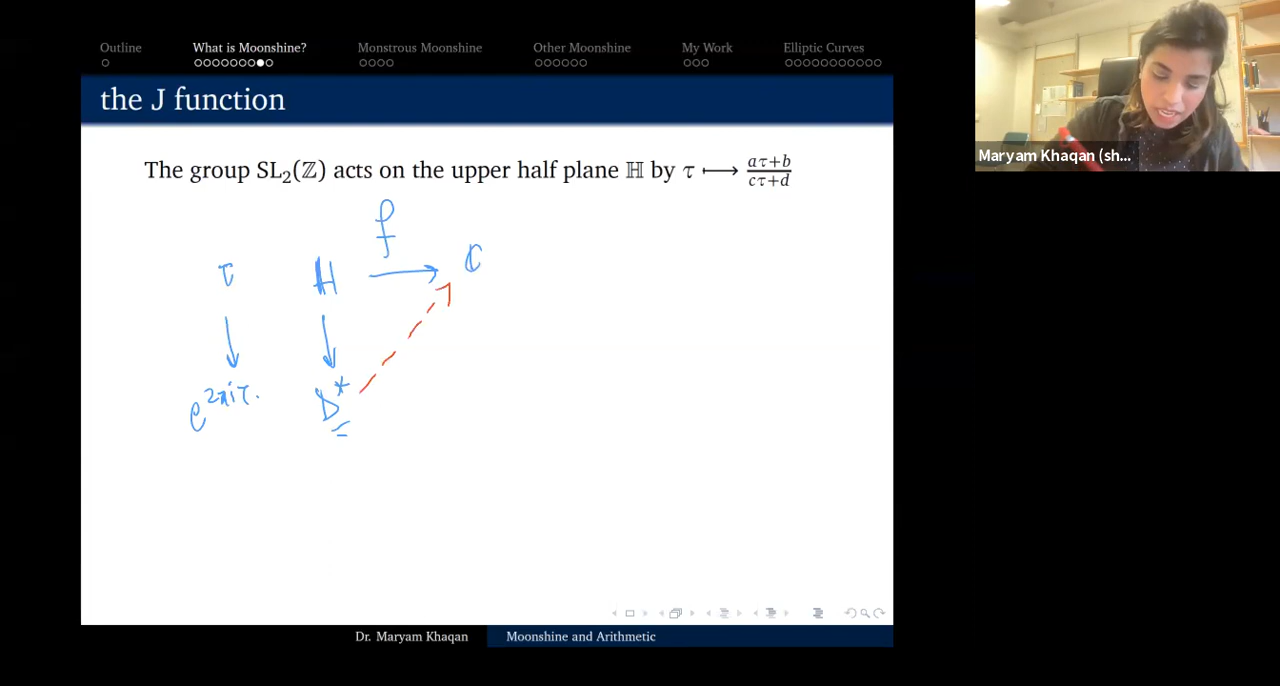 Outline What is Moonshine? Monstrous Moonshine Other Moonshine My Work Elliptic Curves
the J function
The group SL₂(ℤ) acts on the upper half plane ℍ by τ ⟼ (aτ+b)/(cτ+d)
f
τ ℍ ℂ
e^{2πiτ}. D*
Maryam Khaqan (sh...
Dr. Maryam Khaqan Moonshine and Arithmetic